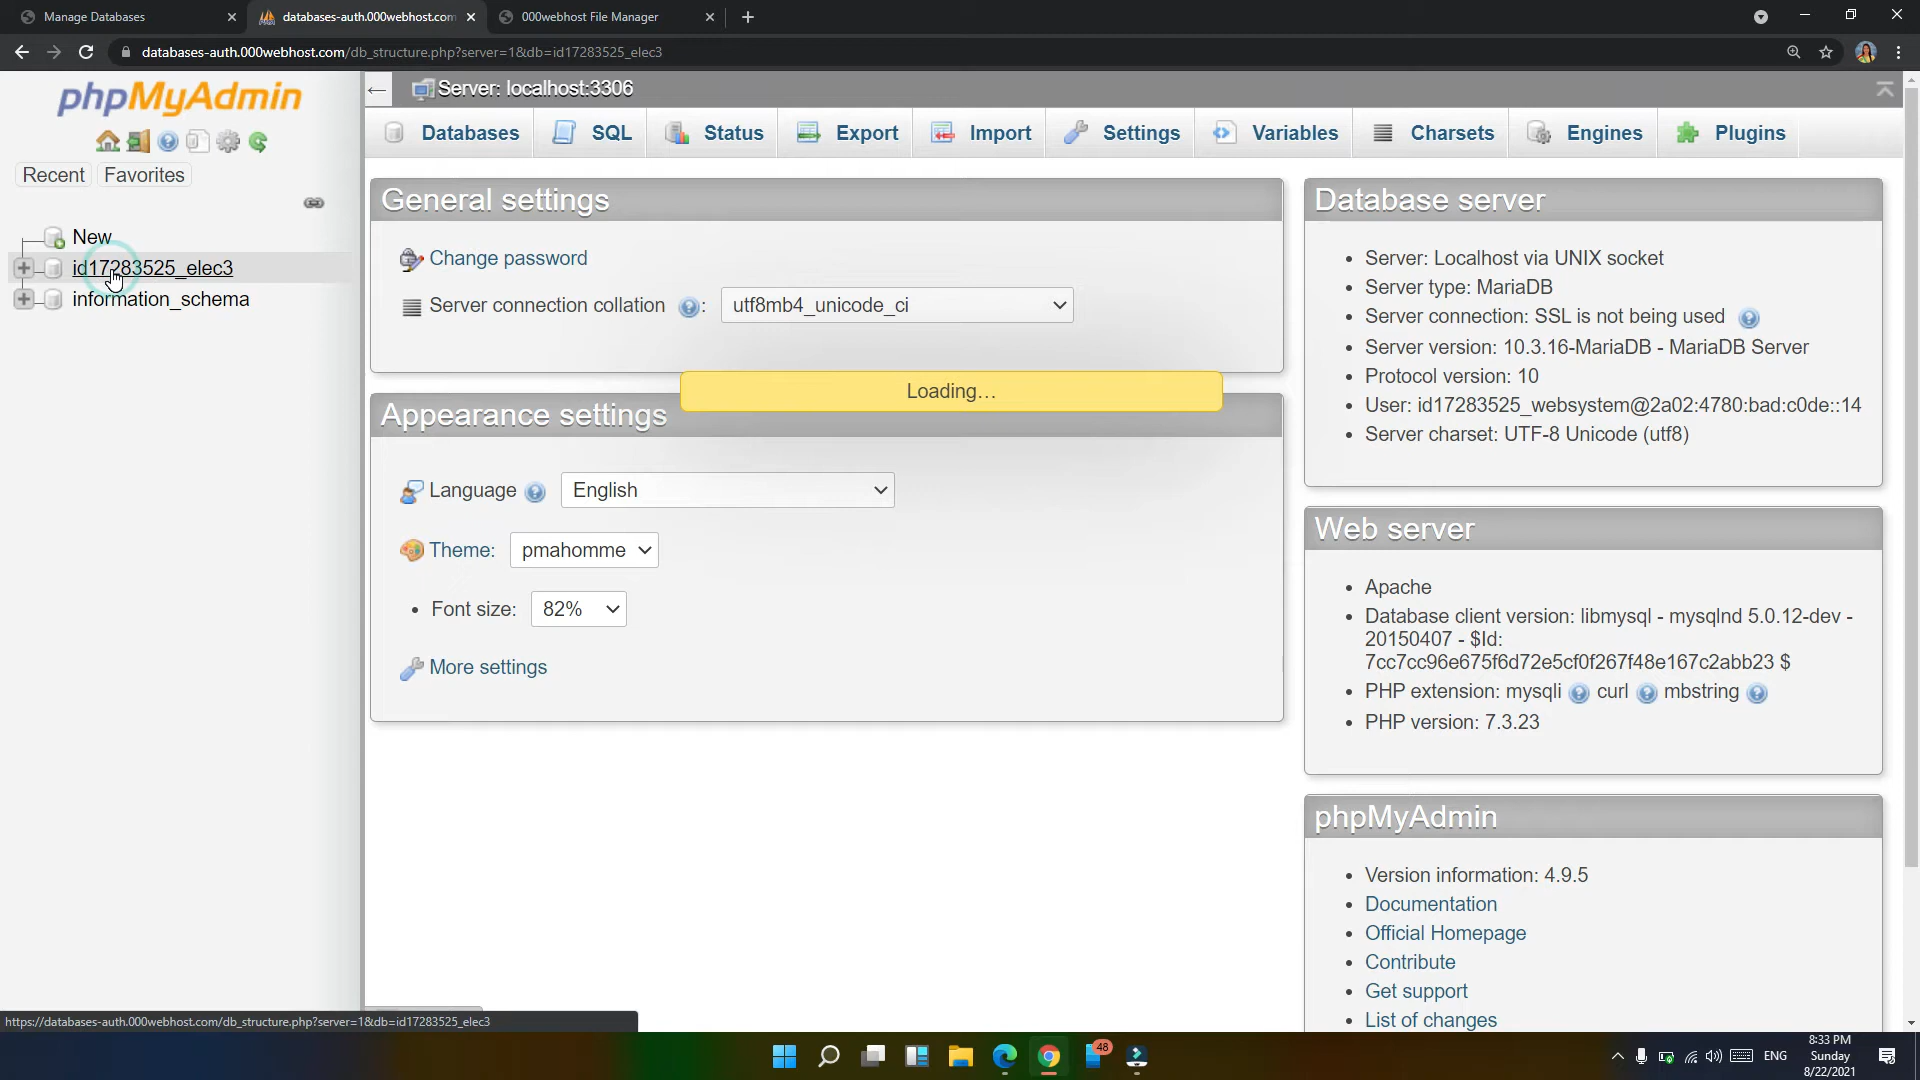 Manage Databases
databases-auth.000webhost.com
000webhost File Manager
databases-auth.000webhost.com/db_structure.php?server=1&db=id17283525_elec3
phpMyAdmin
Recent
Favorites
New
id17283525_elec3
information_schema
Server: localhost:3306
Databases
SQL
Status
Export
Import
Settings
Variables
Charsets
Engines
Plugins
General settings
Change password
Server connection collation
:
utf8mb4_unicode_ci
Loading…
Appearance settings
Language
English
Theme:
pmahomme
• Font size:
82%
More settings
Database server
• Server: Localhost via UNIX socket
• Server type: MariaDB
• Server connection: SSL is not being used
• Server version: 10.3.16-MariaDB - MariaDB Server
• Protocol version: 10
• User: id17283525_websystem@2a02:4780:bad:c0de::14
• Server charset: UTF-8 Unicode (utf8)
Web server
• Apache
• Database client version: libmysql - mysqlnd 5.0.12-dev -
20150407 - $Id:
7cc7cc96e675f6d72e5cf0f267f48e167c2abb23 $
• PHP extension: mysqli curl mbstring
• PHP version: 7.3.23
phpMyAdmin
• Version information: 4.9.5
• Documentation
• Official Homepage
• Contribute
• Get support
• List of changes
https://databases-auth.000webhost.com/db_structure.php?server=1&db=id17283525_elec3
48
ENG
8:33 PM
Sunday
8/22/2021